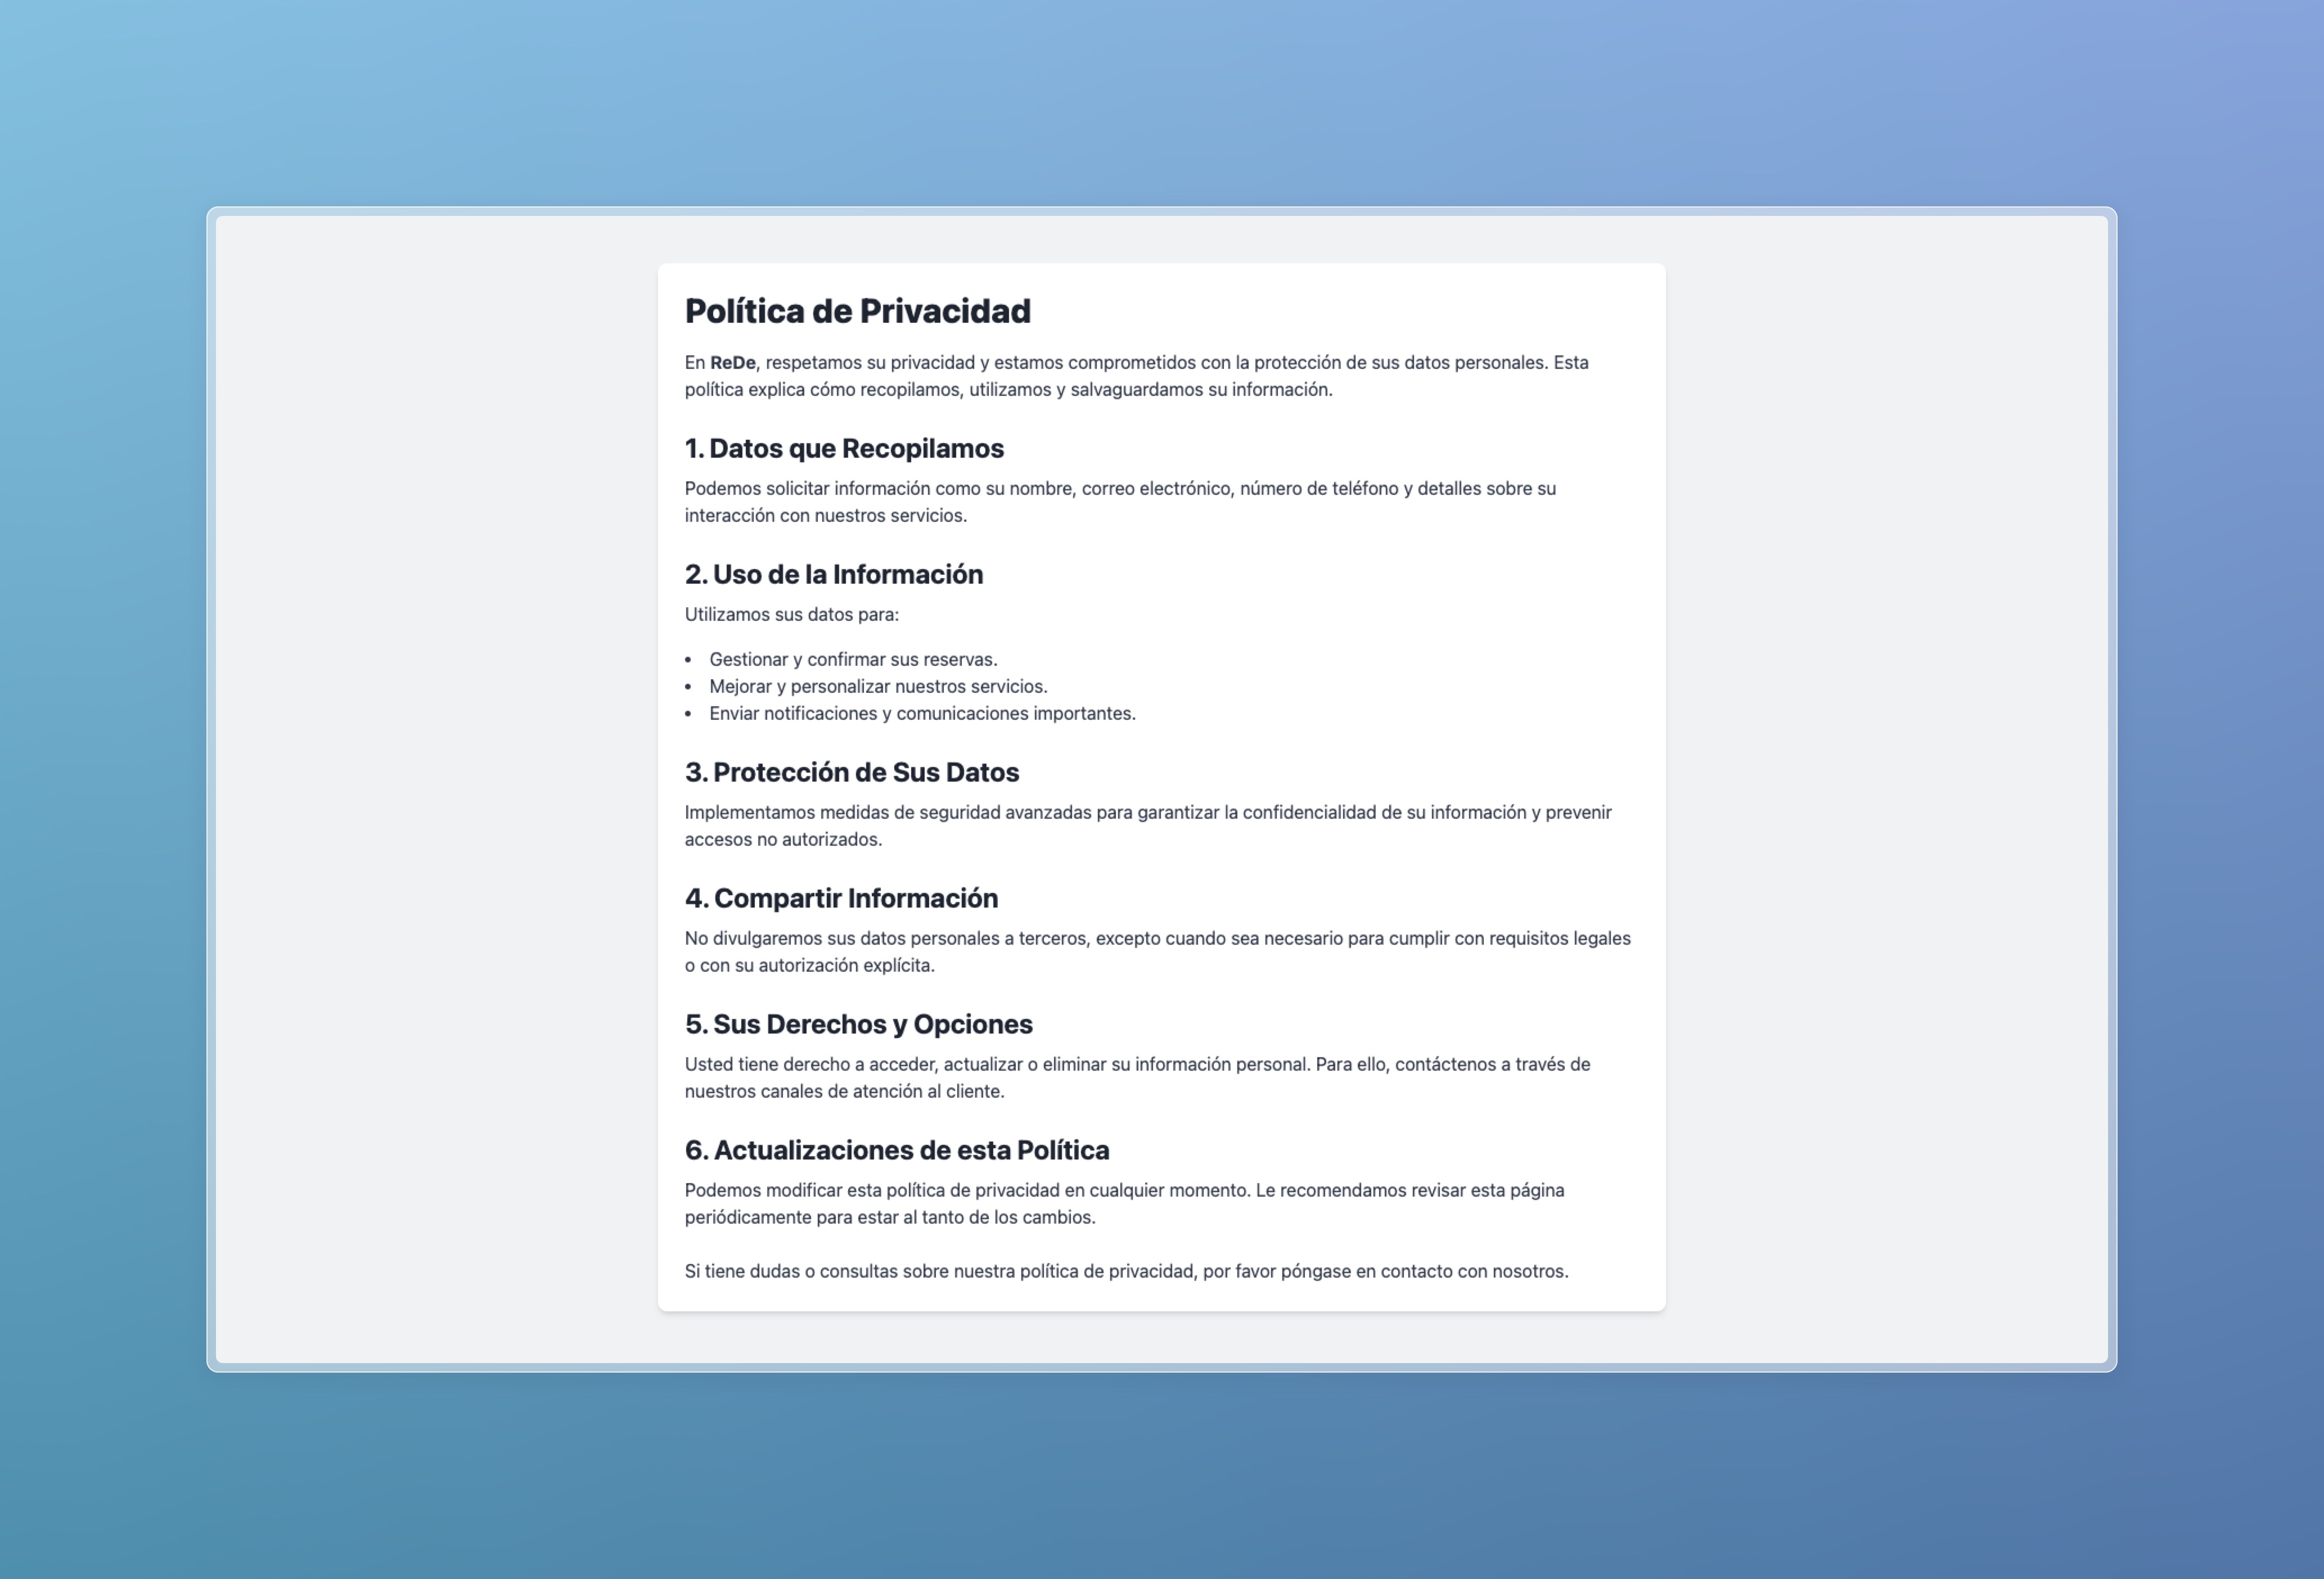 Política de Privacidad
En ReDe, respetamos su privacidad y estamos comprometidos con la protección de sus datos personales. Esta
política explica cómo recopilamos, utilizamos y salvaguardamos su información.
1. Datos que Recopilamos
Podemos solicitar información como su nombre, correo electrónico, número de teléfono y detalles sobre su
interacción con nuestros servicios.
2. Uso de la Información
Utilizamos sus datos para:
• Gestionar y confirmar sus reservas.
• Mejorar y personalizar nuestros servicios.
• Enviar notificaciones y comunicaciones importantes.
3. Protección de Sus Datos
Implementamos medidas de seguridad avanzadas para garantizar la confidencialidad de su información y prevenir
accesos no autorizados.
4. Compartir Información
No divulgaremos sus datos personales a terceros, excepto cuando sea necesario para cumplir con requisitos legales
o con su autorización explícita.
5. Sus Derechos y Opciones
Usted tiene derecho a acceder, actualizar o eliminar su información personal. Para ello, contáctenos a través de
nuestros canales de atención al cliente.
6. Actualizaciones de esta Política
Podemos modificar esta política de privacidad en cualquier momento. Le recomendamos revisar esta página
periódicamente para estar al tanto de los cambios.
Si tiene dudas o consultas sobre nuestra política de privacidad, por favor póngase en contacto con nosotros.